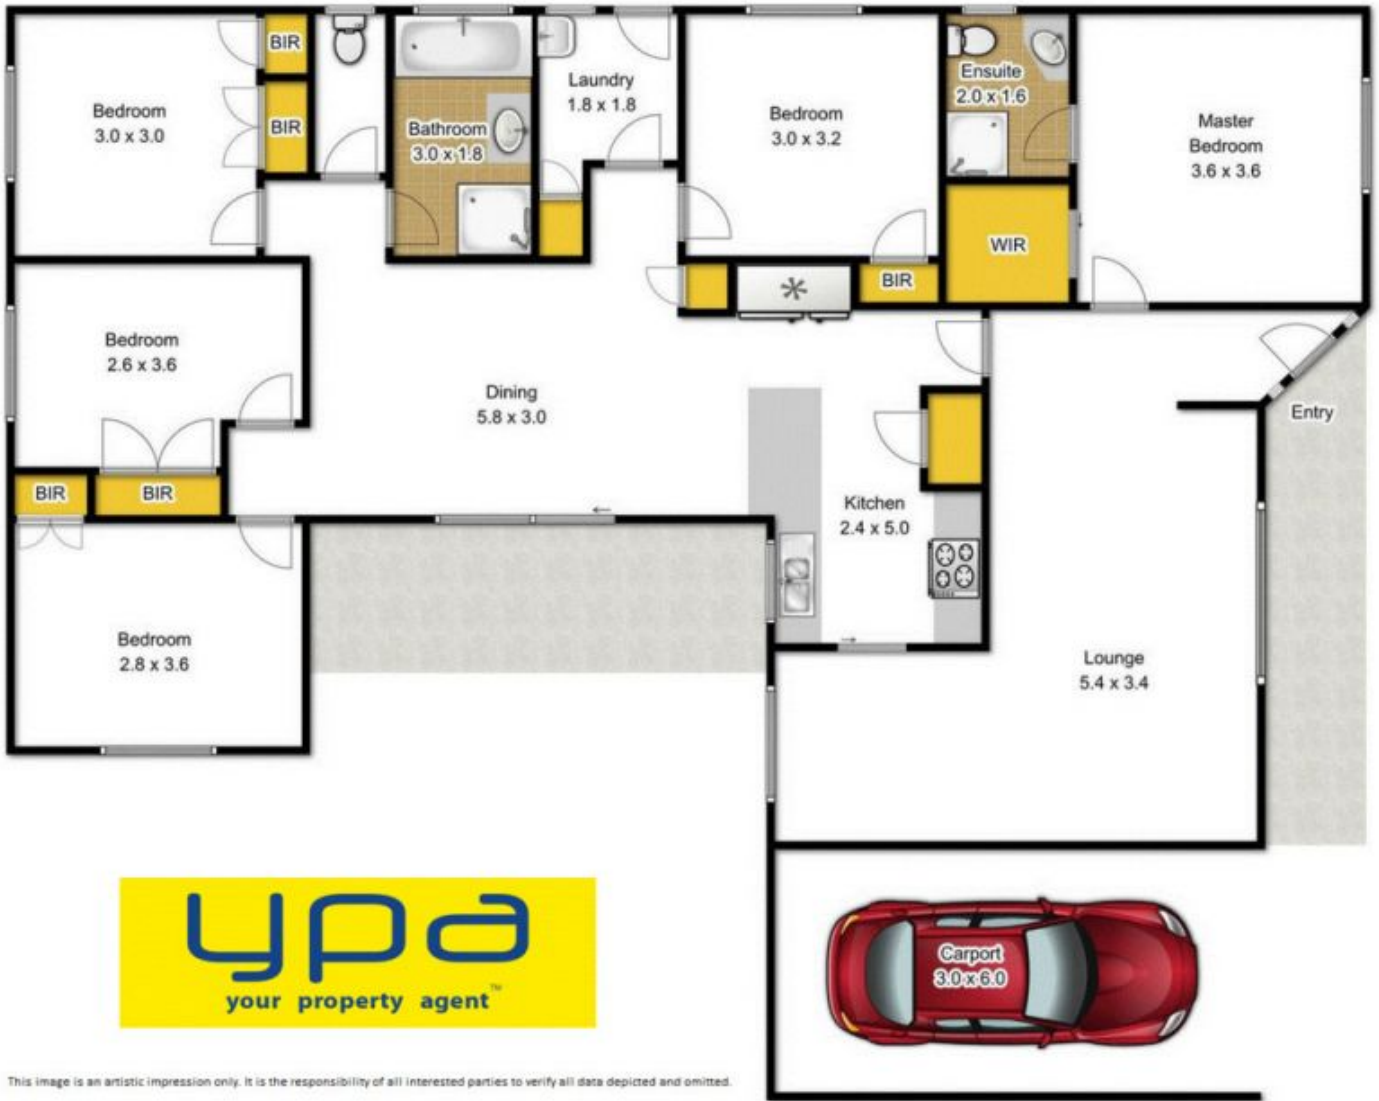 BIR
Bedroom
3.0 x 3.0
BIR
Bathroom
3.0 x 1.8
Laundry
1.8 x 1.8
Bedroom
3.0 x 3.2
Ensuite
2.0 x 1.6
Master
Bedroom
3.6 x 3.6
WIR
BIR
Bedroom
2.6 x 3.6
Dining
5.8 x 3.0
Entry
BIR
BIR
Kitchen
2.4 x 5.0
Bedroom
2.8 x 3.6
Lounge
5.4 x 3.4
ypa
your property agent™
Carport
3.0 x 6.0
This image is an artistic impression only. It is the responsibility of all interested parties to verify all data depicted and omitted.